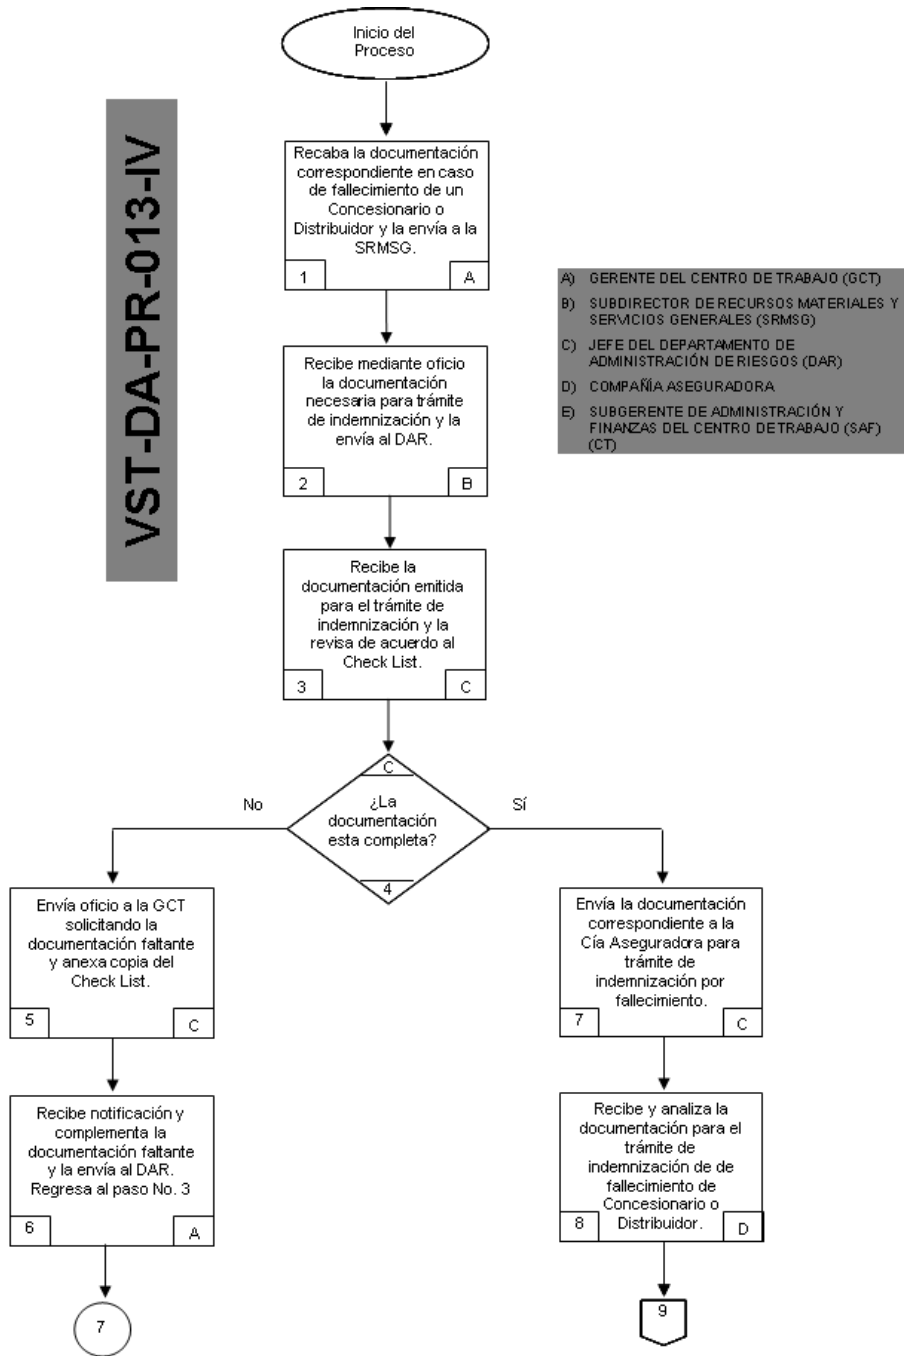 Inicio del
Proceso
VST-DA-PR-013-IV
Recaba la documentación
correspondiente en caso
de fallecimiento de un
Concesionario o
Distribuidor y la envía a la
SRMSG.
1
A
A) GERENTE DEL CENTRO DE TRABAJO (GCT)
B) SUBDIRECTOR DE RECURSOS MATERIALES Y
SERVICIOS GENERALES (SRMSG)
C) JEFE DEL DEPARTAMENTO DE
ADMINISTRACIÓN DE RIESGOS (DAR)
D) COMPAÑÍA ASEGURADORA
E) SUBGERENTE DE ADMINISTRACIÓN Y
FINANZAS DEL CENTRO DE TRABAJO (SAF)
(CT)
Recibe mediante oficio
la documentación
necesaria para trámite
de indemnización y la
envía al DAR.
2
B
Recibe la
documentación emitida
para el trámite de
indemnización y la
revisa de acuerdo al
Check List.
3
C
C
¿La
documentación
esta completa?
4
No
Sí
Envía oficio a la GCT
solicitando la
documentación faltante
y anexa copia del
Check List.
5
C
Envía la documentación
correspondiente a la
Cía Aseguradora para
trámite de
indemnización por
fallecimiento.
7
C
Recibe notificación y
complementa la
documentación faltante
y la envía al DAR.
Regresa al paso No. 3
6
A
Recibe y analiza la
documentación para el
trámite de
indemnización de de
fallecimiento de
Concesionario o
Distribuidor.
8
D
7
9